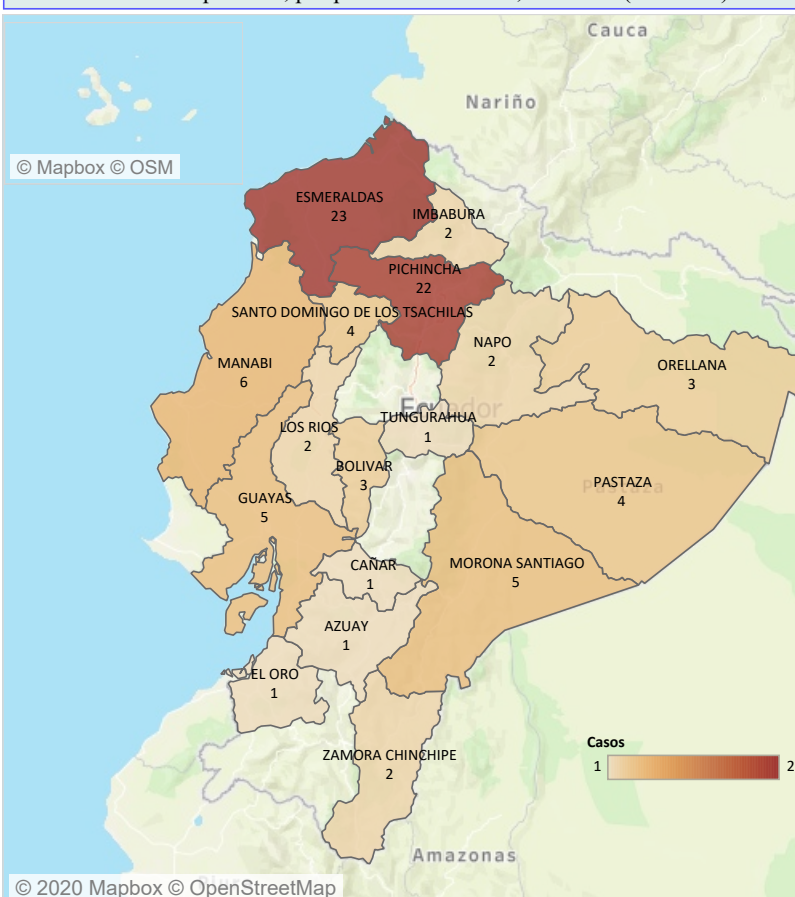 Cauca
Nariño
© Mapbox © OSM
ESMERALDAS
23
IMBABURA
2
PICHINCHA
22
SANTO DOMINGO DE LOS TSACHILAS
4
NAPO
2
MANABI
6
ORELLANA
3
Ecuador
TUNGURAHUA
1
LOS RIOS
2
BOLIVAR
3
PASTAZA
4
Pastaza
GUAYAS
5
CAÑAR
1
MORONA SANTIAGO
5
AZUAY
1
EL ORO
1
Casos
1
2
ZAMORA CHINCHIPE
2
Amazonas
© 2020 Mapbox © OpenStreetMap